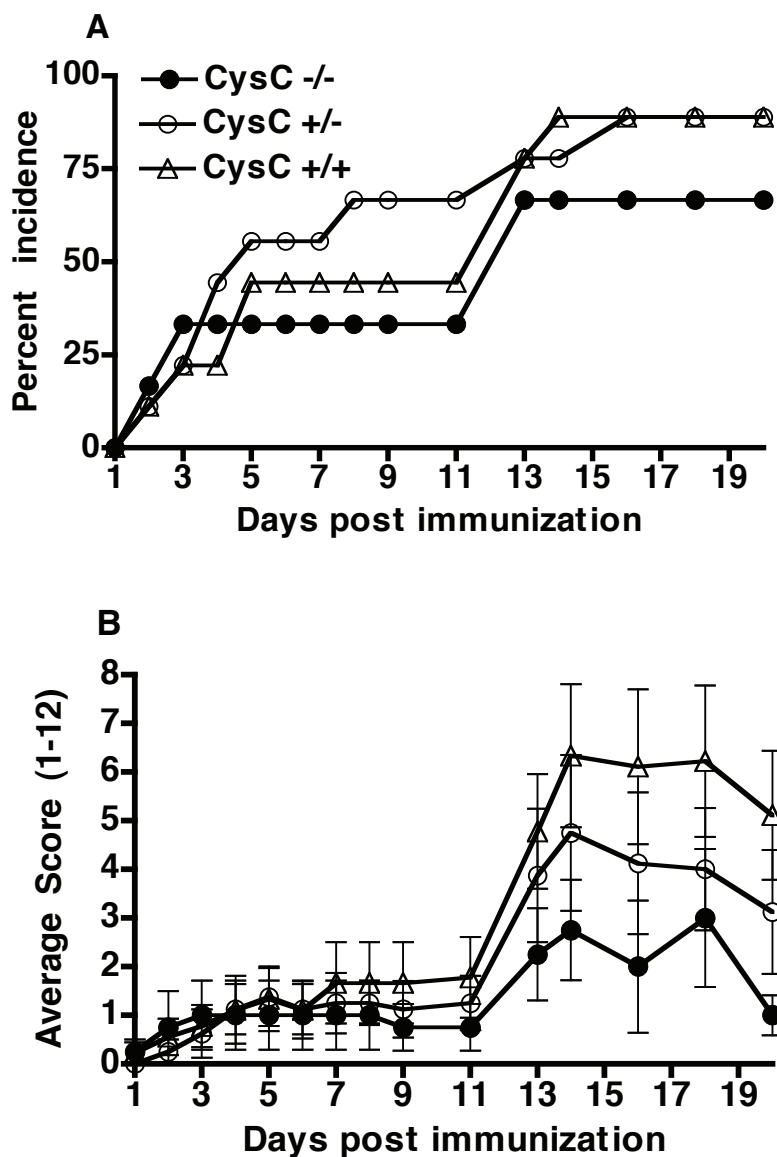 A
100
75
50
25
0
CysC -/-
CysC +/-
CysC +/+
Percent incidence
1 3 5 7 9 11 13 15 17 19
Days post immunization
B
8
7
6
5
4
3
2
1
0
Average Score (1-12)
1 3 5 7 9 11 13 15 17 19
Days post immunization